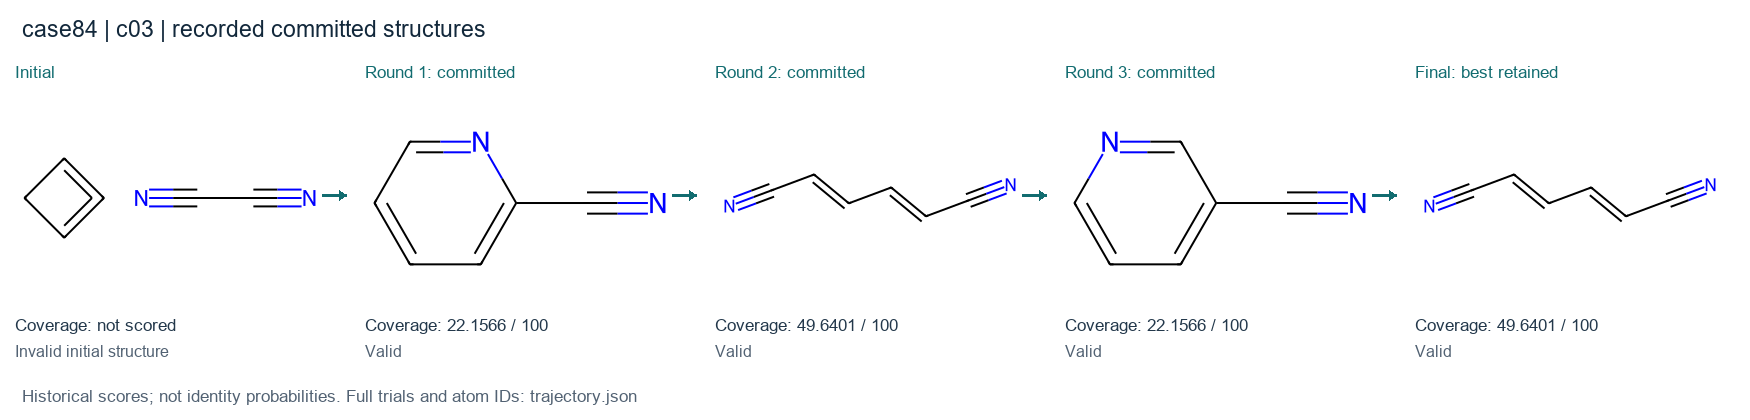 case84 | c03 | recorded committed structures
Initial
Round 1: committed
Round 2: committed
Round 3: committed
Final: best retained
N
N
N
N
N
N
N
N
N
N
Coverage: not scored
Coverage: 22.1566 / 100
Coverage: 49.6401 / 100
Coverage: 22.1566 / 100
Coverage: 49.6401 / 100
Invalid initial structure
Valid
Valid
Valid
Valid
Historical scores; not identity probabilities. Full trials and atom IDs: trajectory.json